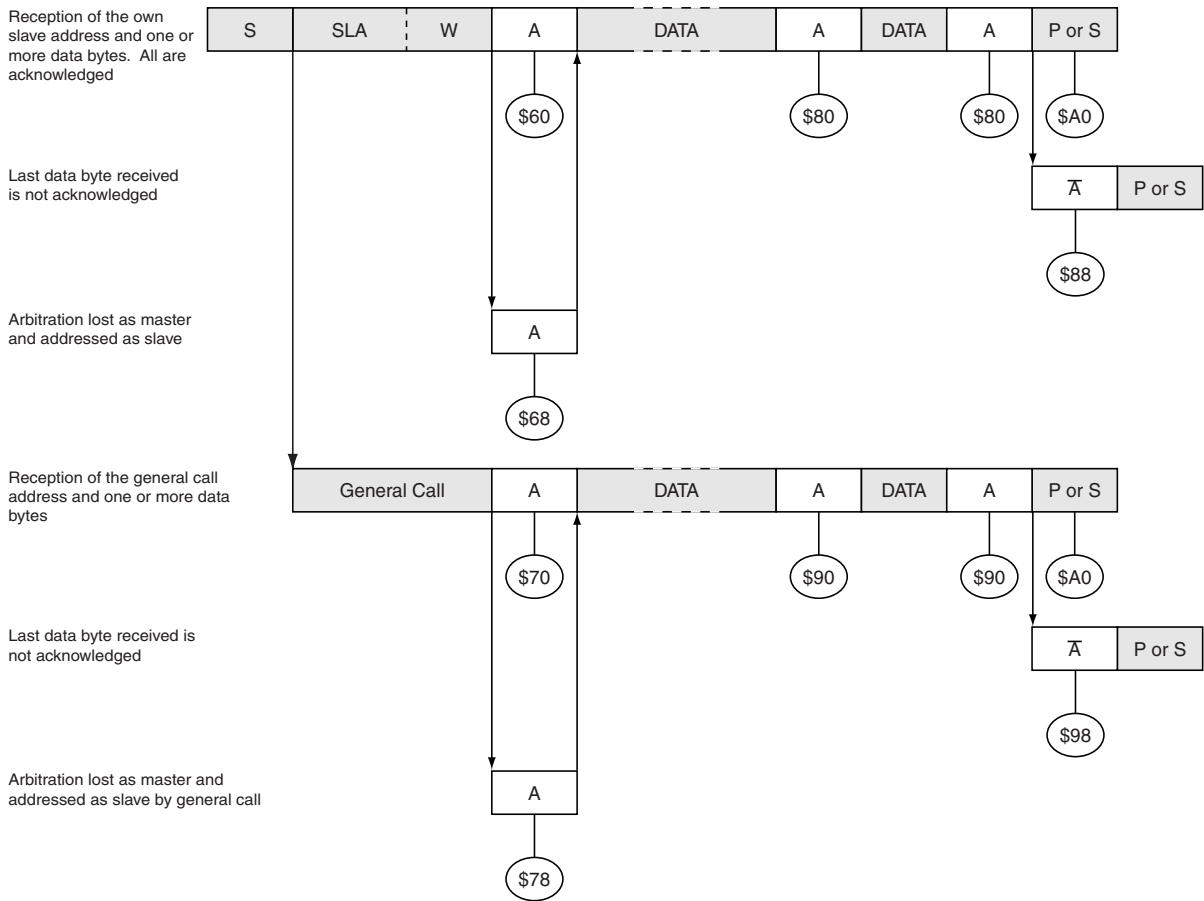 Reception of the own
slave address and one or
more data bytes. All are
acknowledged
S SLA W A DATA A DATA A P or S
$60 $80 $80 $A0
Last data byte received
is not acknowledged
A̅ P or S
$88
Arbitration lost as master
and addressed as slave
A
$68
Reception of the general call
address and one or more data
bytes
General Call A DATA A DATA A P or S
$70 $90 $90 $A0
Last data byte received is
not acknowledged
A̅ P or S
$98
Arbitration lost as master and
addressed as slave by general call
A
$78